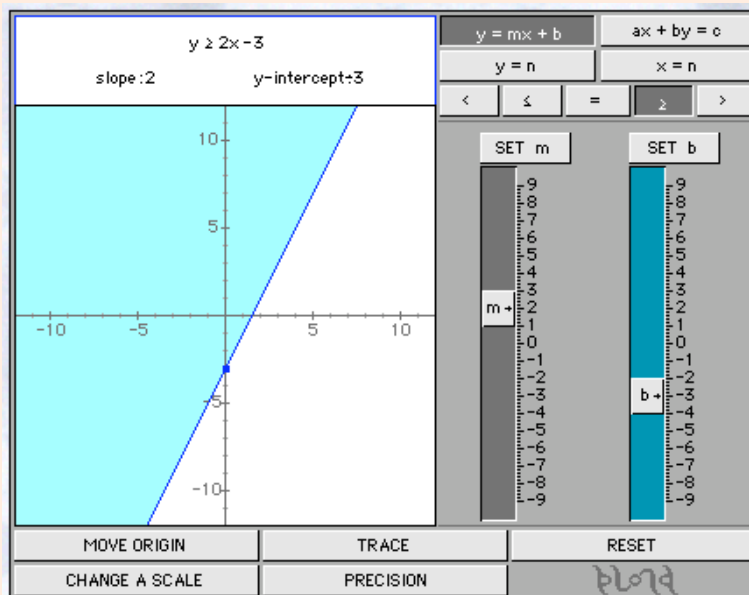 y ≥ 2x-3
slope:2 y-intercept:-3
y = mx + b ax + by = c
y = n x = n
< ≤ = ≥ >
SET m SET b
10
5
-10 -5 5 10
-5
-10
9 9
8 8
7 7
6 6
5 5
4 4
3 3
m→ 2 2
1 1
0 0
-1 -1
-2 -2
-3 b→ -3
-4 -4
-5 -5
-6 -6
-7 -7
-8 -8
-9 -9
MOVE ORIGIN TRACE RESET
CHANGE A SCALE PRECISION